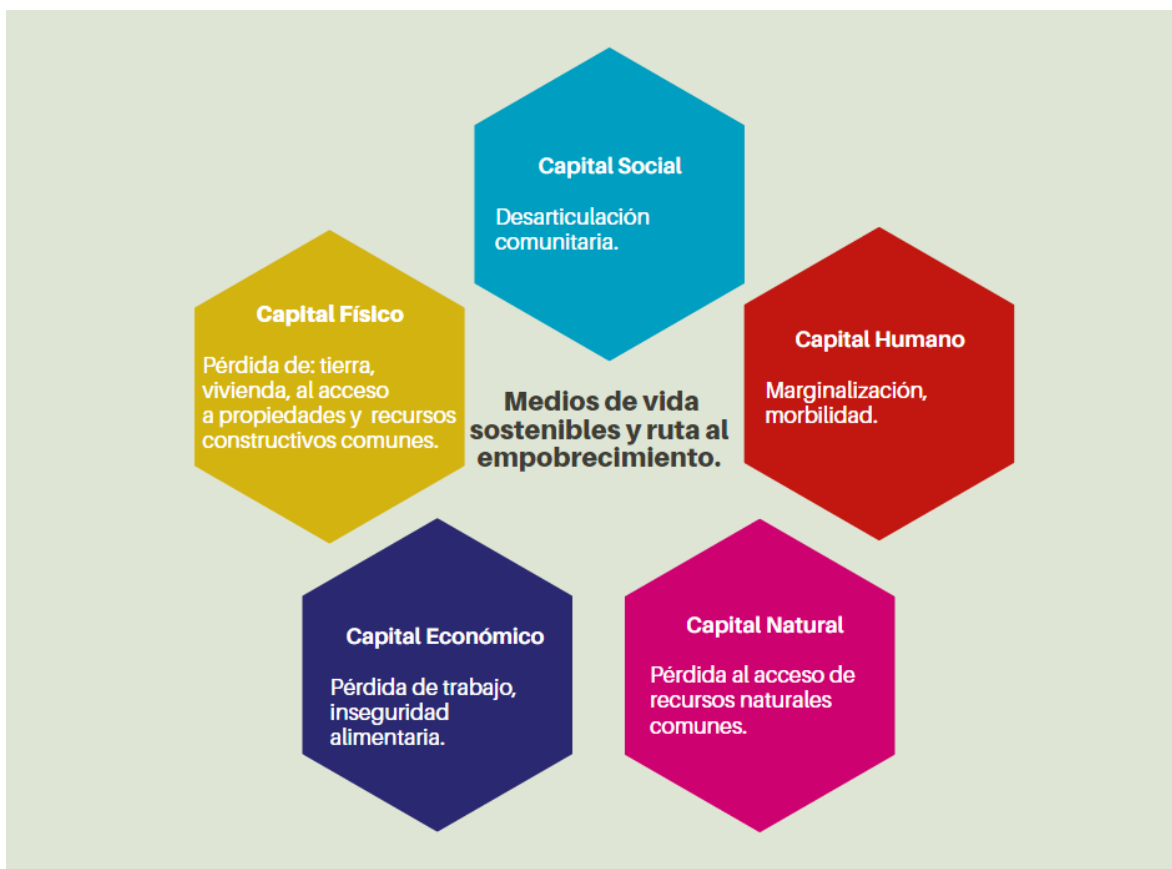 Capital Social
Desarticulación
comunitaria.
Capital Físico
Pérdida de: tierra,
vivienda, al acceso
a propiedades y recursos
constructivos comunes.
Capital Humano
Marginalización,
morbilidad.
Medios de vida
sostenibles y ruta al
empobrecimiento.
Capital Económico
Pérdida de trabajo,
inseguridad
alimentaria.
Capital Natural
Pérdida al acceso de
recursos naturales
comunes.